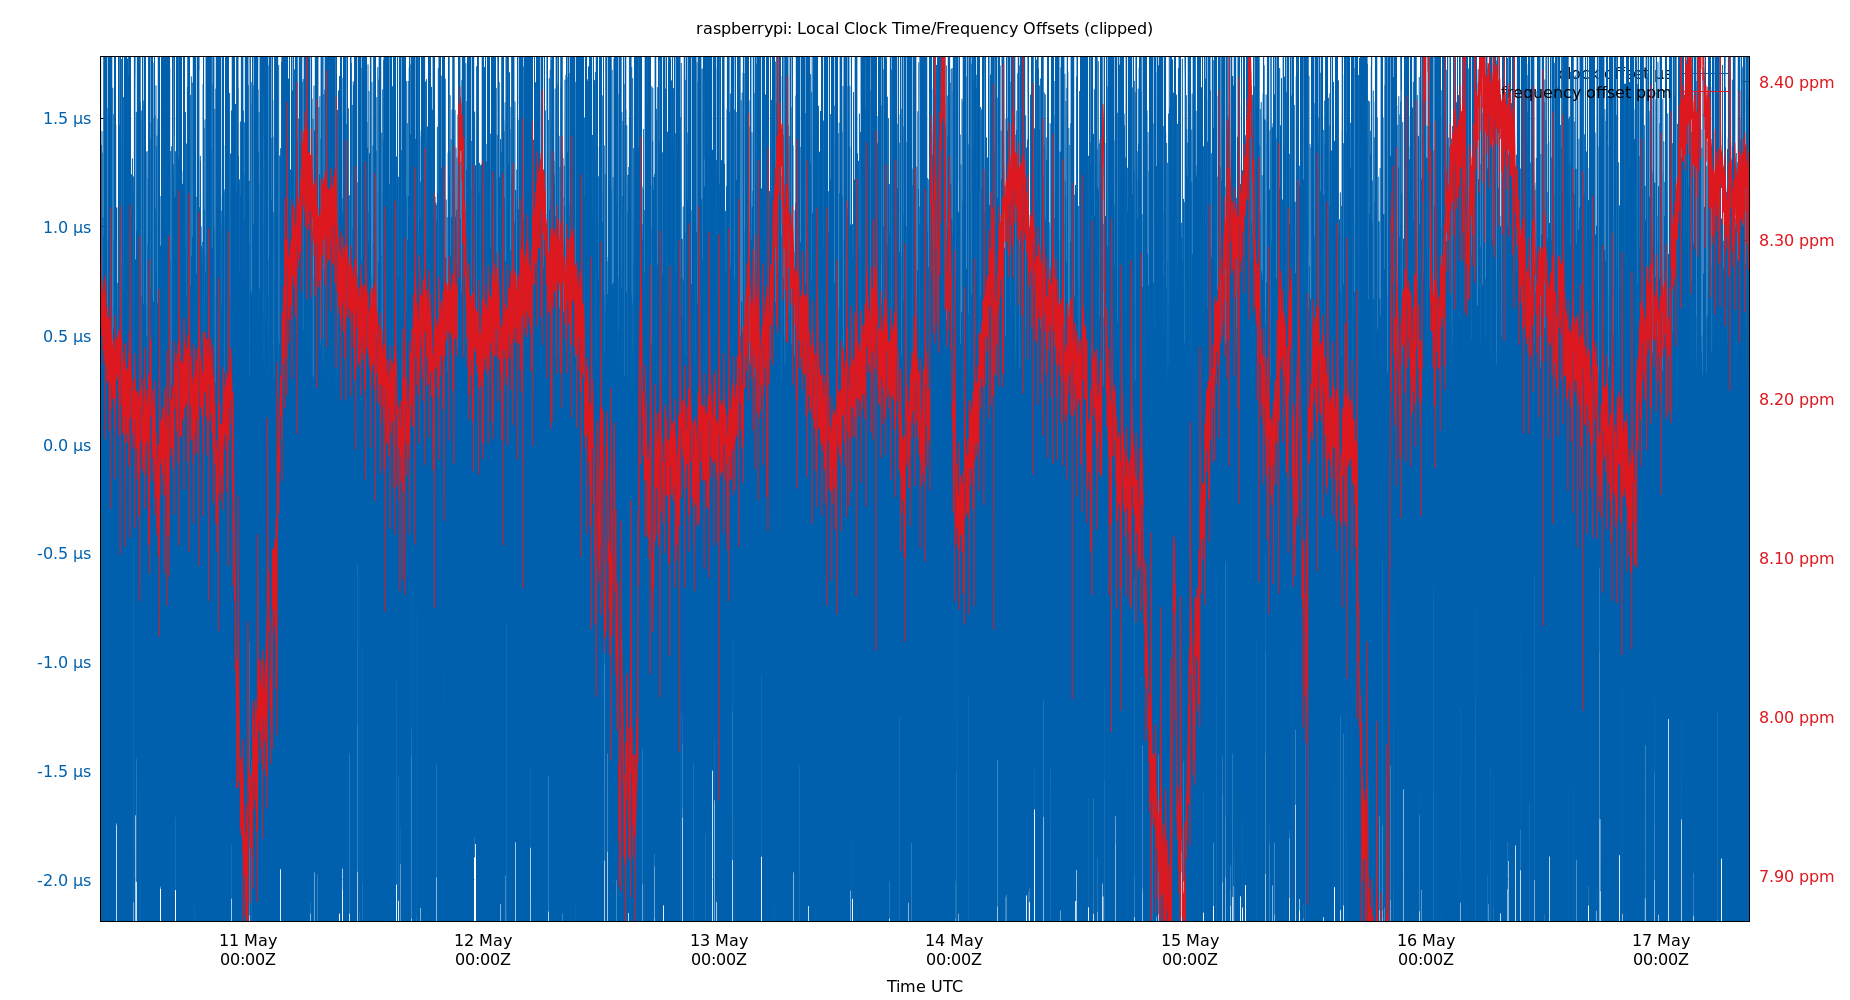 raspberrypi: Local Clock Time/Frequency Offsets (clipped)
clock offset µs
frequency offset ppm
1.5 µs
1.0 µs
0.5 µs
0.0 µs
-0.5 µs
-1.0 µs
-1.5 µs
-2.0 µs
8.40 ppm
8.30 ppm
8.20 ppm
8.10 ppm
8.00 ppm
7.90 ppm
11 May
00:00Z
12 May
00:00Z
13 May
00:00Z
14 May
00:00Z
15 May
00:00Z
16 May
00:00Z
17 May
00:00Z
Time UTC